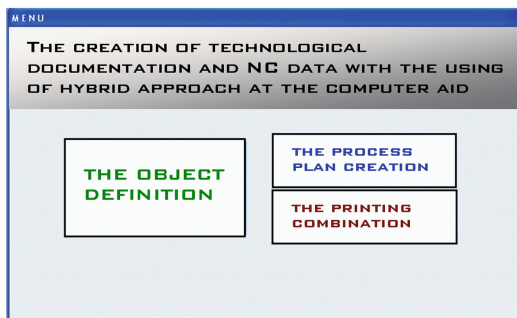 MENU
THE CREATION OF TECHNOLOGICAL
DOCUMENTATION AND NC DATA WITH THE USING
OF HYBRID APPROACH AT THE COMPUTER AID
THE OBJECT
DEFINITION
THE PROCESS
PLAN CREATION
THE PRINTING
COMBINATION